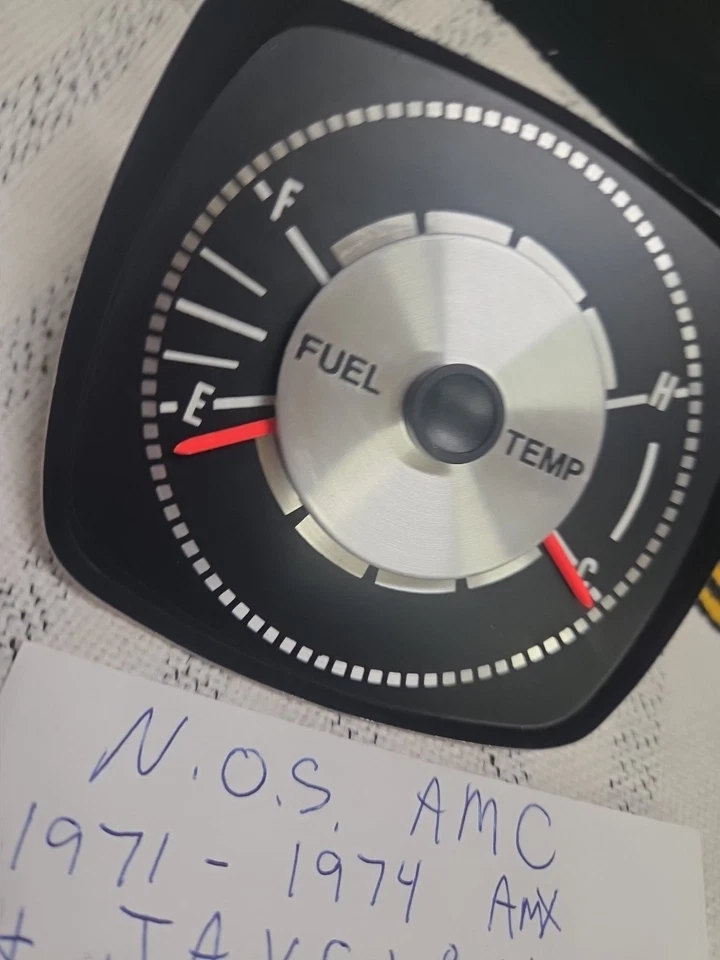 F
FUEL
E
H
TEMP
C
N.O.S. AMC
1971 - 1974 AMX